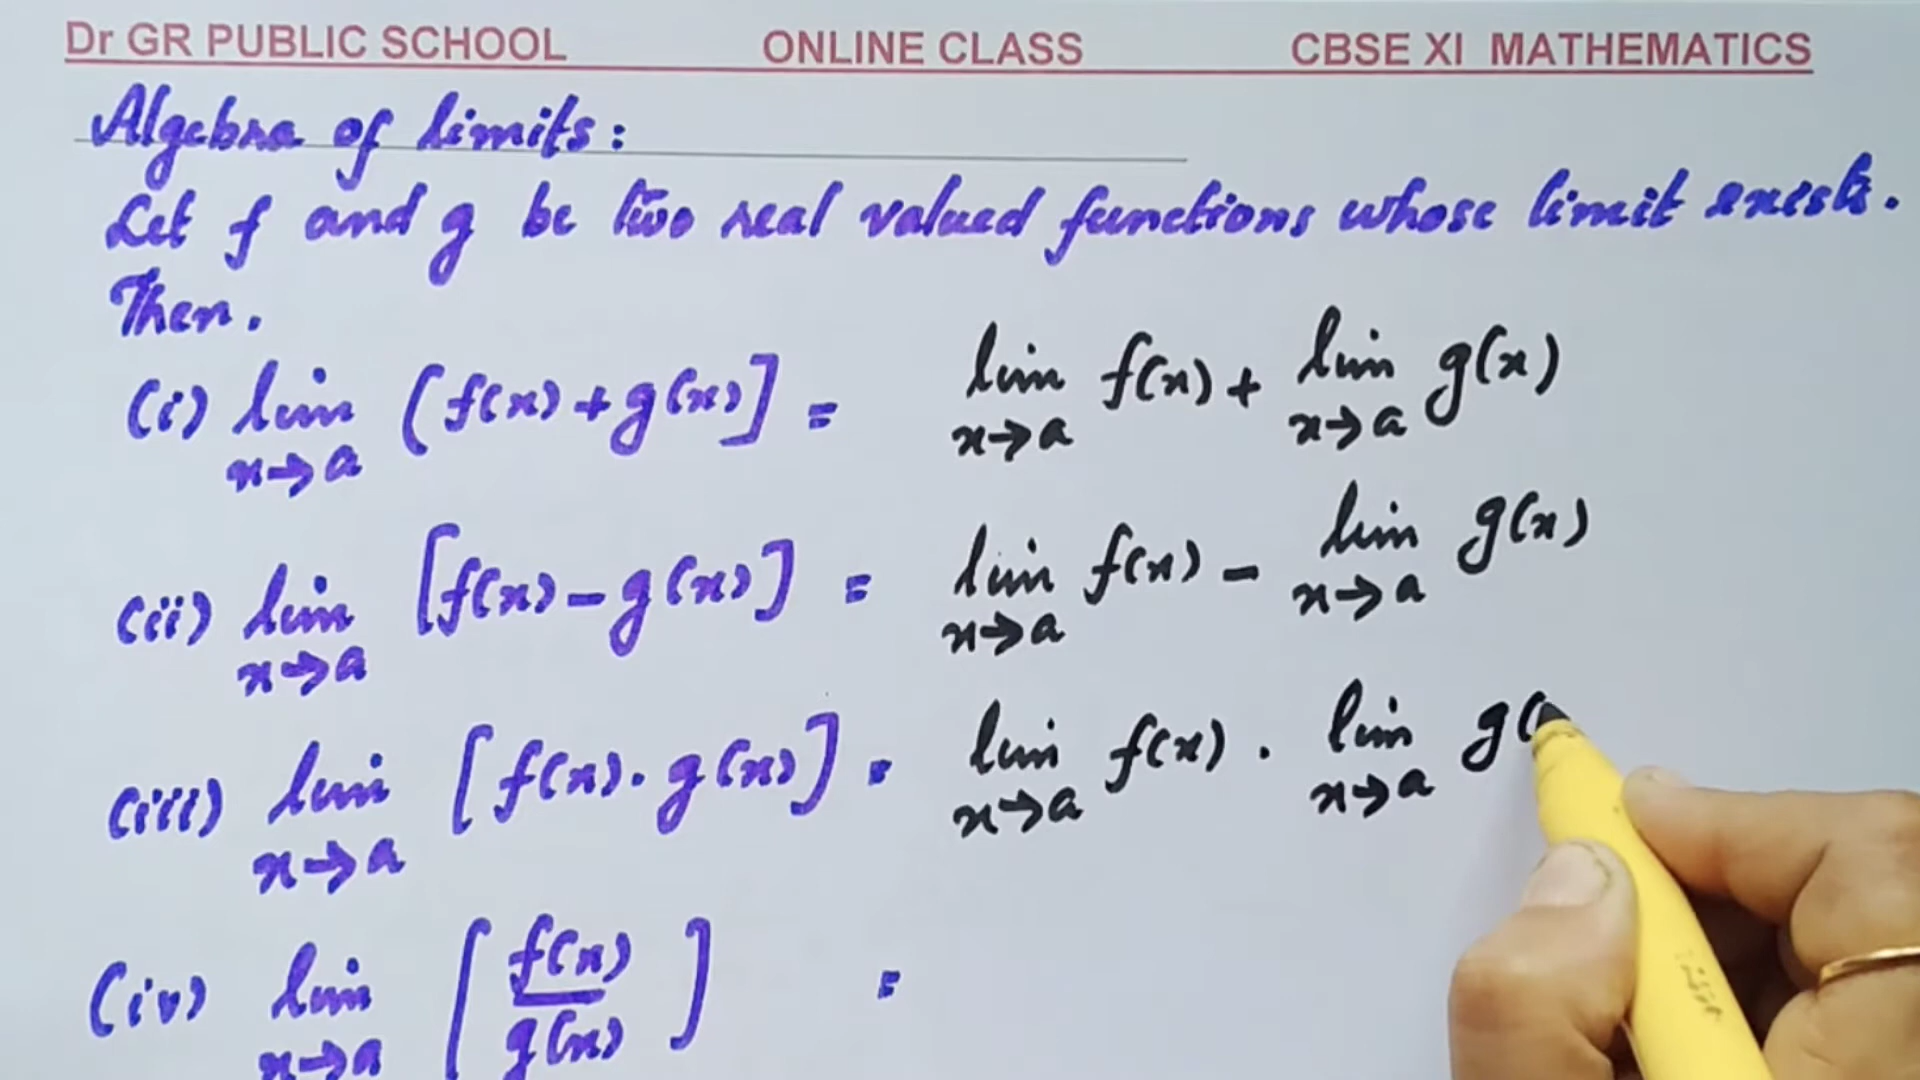 Dr GR PUBLIC SCHOOL ONLINE CLASS CBSE XI MATHEMATICS
Algebra of limits:
Let f and g be two real valued functions whose limit exists.
Then.
(i) lim x→a (f(x)+g(x)] = lim x→a f(x) + lim x→a g(x)
(ii) lim x→a [f(x)-g(x)] = lim x→a f(x) - lim x→a g(x)
(iii) lim x→a [f(x).g(x)] = lim x→a f(x) . lim x→a g(
(iv) lim x→a [f(x)/g(x)] =